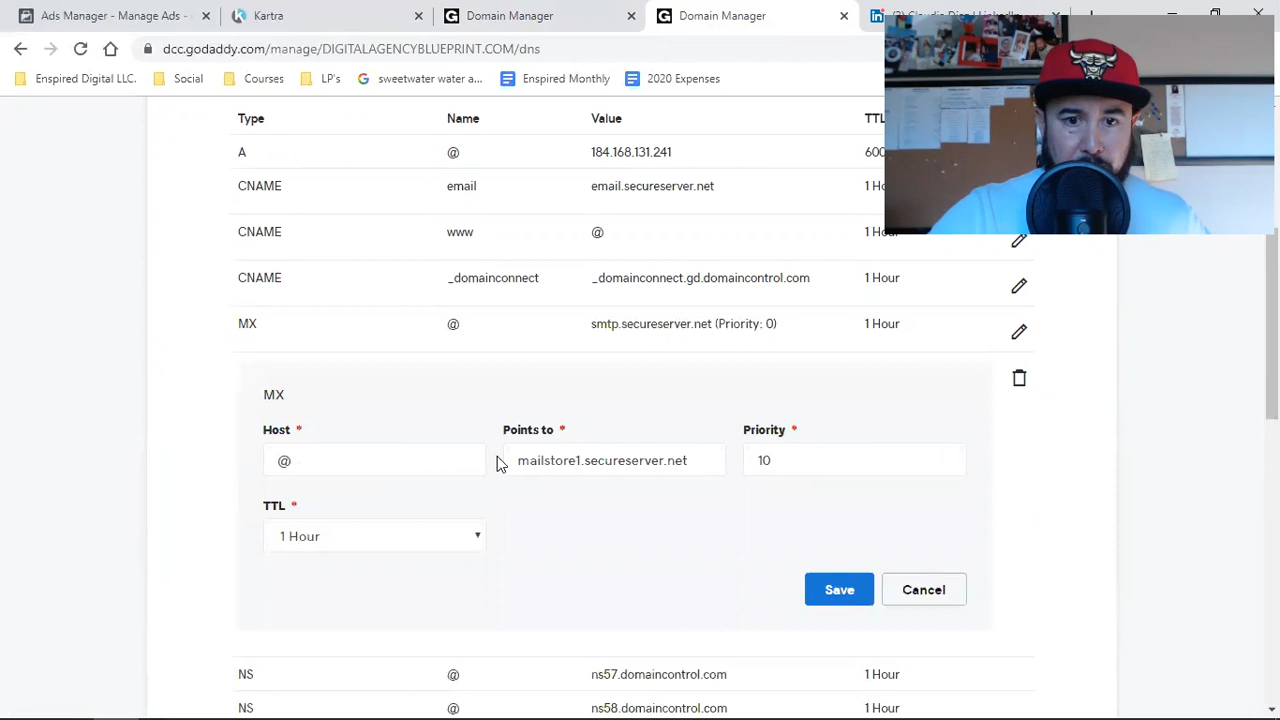 Ads Manager - Manage Ads
Kartra
Domain Manager
Domain Manager
dcc.godaddy.com/manage/DIGITALAGENCYBLUEPRINT.COM/dns
Enspired Digital LLC.
Social
Courses
LP's
sweetwater water a...
Enspired Monthly
2020 Expenses
Type Name Value TTL
A @ 184.168.131.241 600
CNAME email email.secureserver.net
CNAME www @
CNAME _domainconnect _domainconnect.gd.domaincontrol.com 1 Hour
MX @ smtp.secureserver.net (Priority: 0) 1 Hour
MX
Host * Points to * Priority *
@ mailstore1.secureserver.net 10
TTL *
1 Hour
Save Cancel
NS @ ns57.domaincontrol.com 1 Hour
NS @ ns58.domaincontrol.com 1 Hour